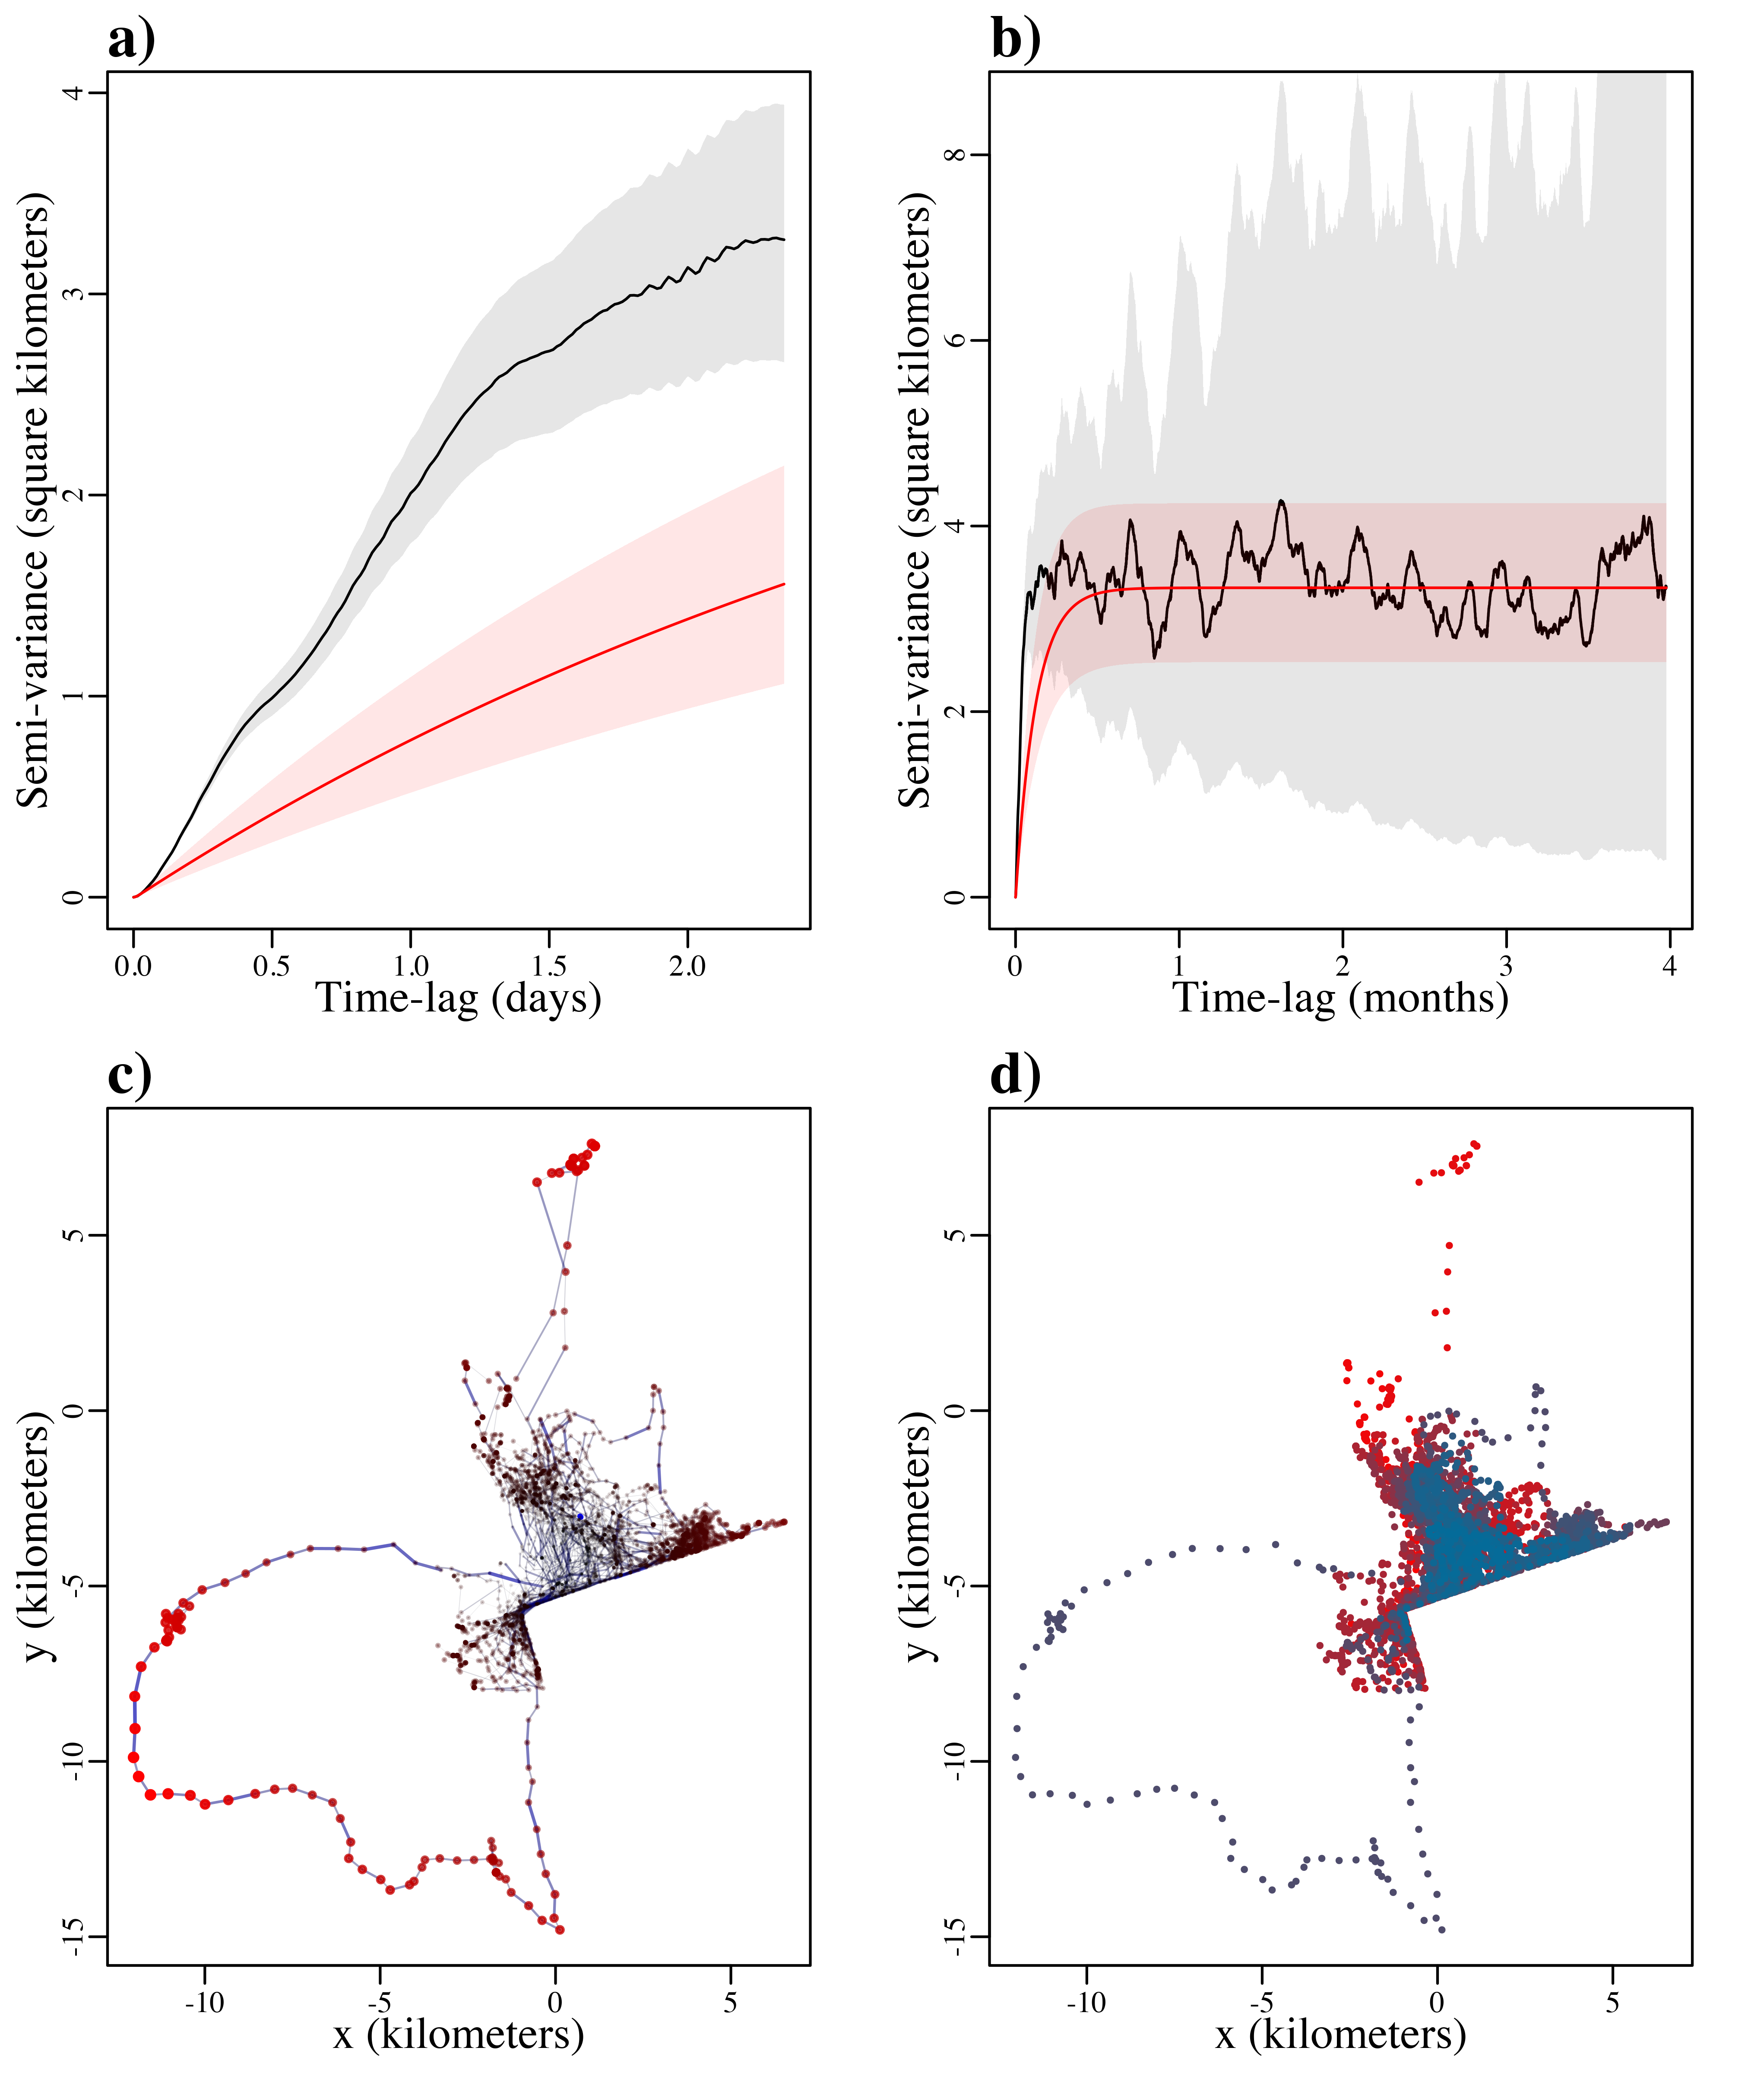 a)
Semi-variance (square kilometers)
4
3
2
1
0
0.0 0.5 1.0 1.5 2.0
Time-lag (days)
b)
Semi-variance (square kilometers)
8
6
4
2
0
0 1 2 3 4
Time-lag (months)
c)
y (kilometers)
5
0
-5
-10
-15
-10 -5 0 5
x (kilometers)
d)
y (kilometers)
5
0
-5
-10
-15
-10 -5 0 5
x (kilometers)